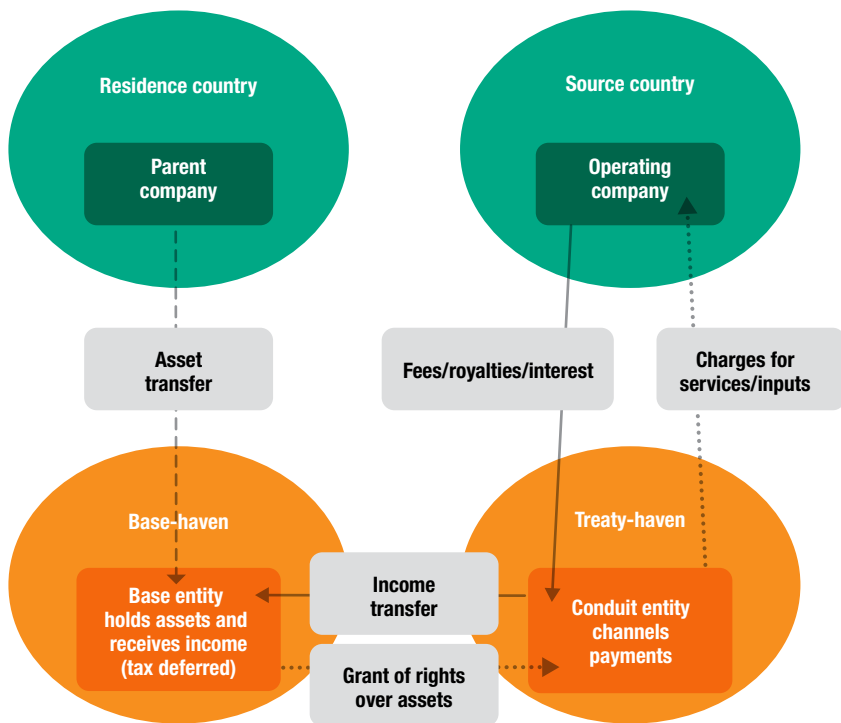 Residence country
Parent
company
Source country
Operating
company
Asset
transfer
Fees/royalties/interest
Charges for
services/inputs
Base-haven
Base entity
holds assets and
receives income
(tax deferred)
Income
transfer
Grant of rights
over assets
Treaty-haven
Conduit entity
channels
payments